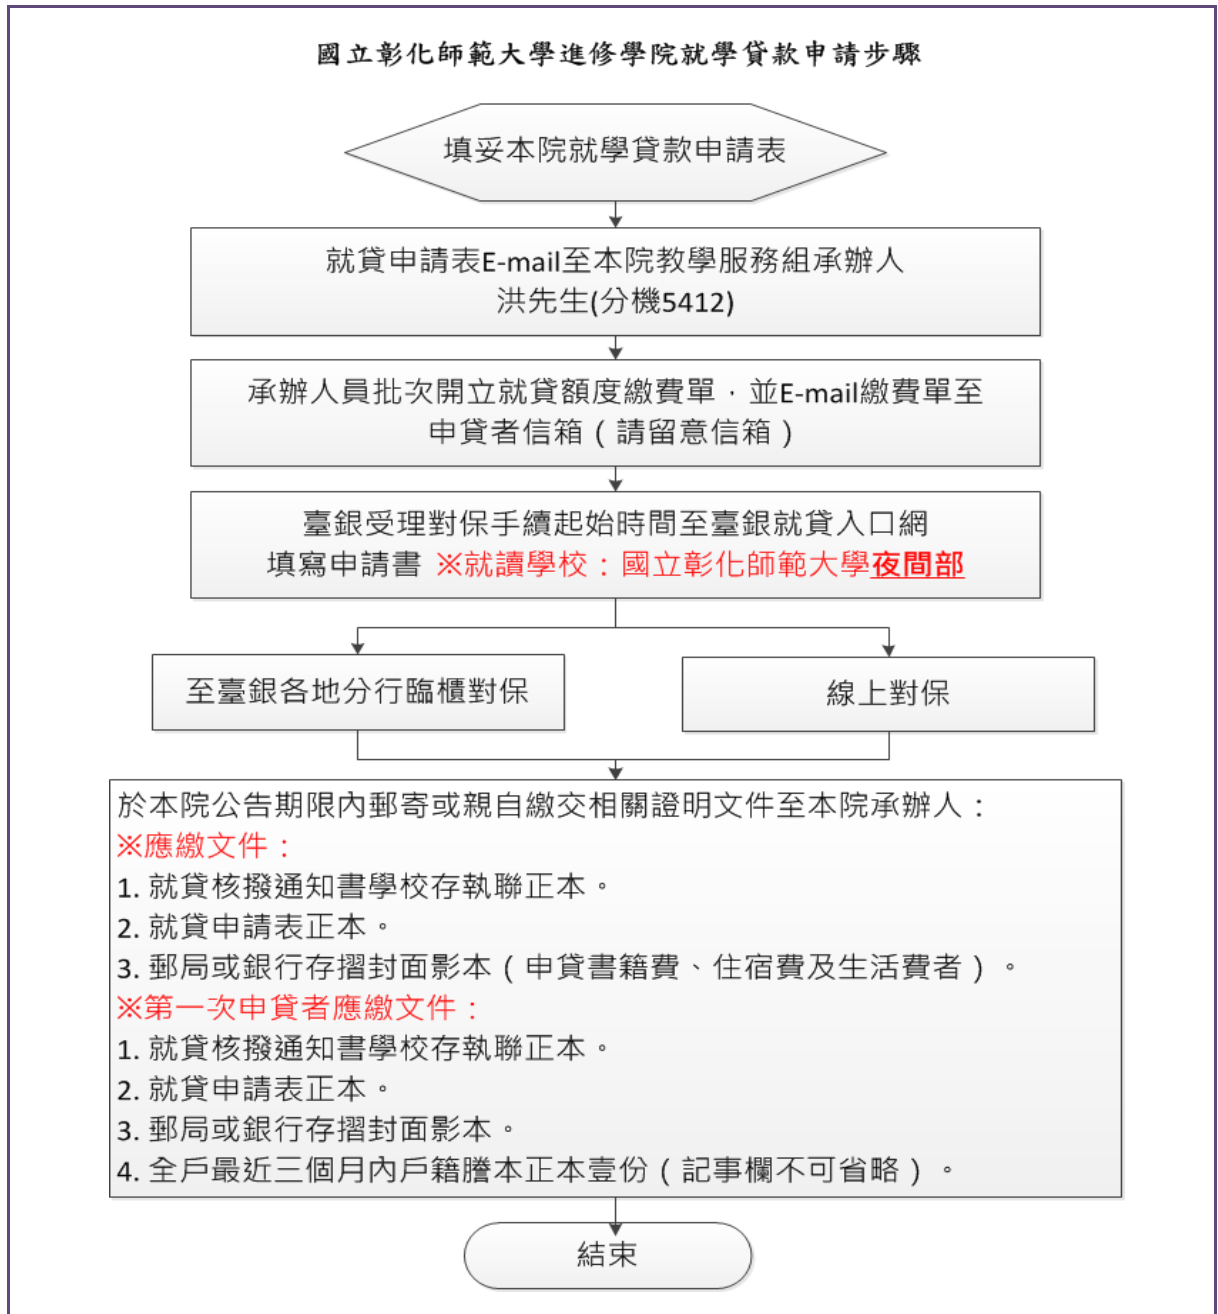 國立彰化師範大學進修學院就學貸款申請步驟
填妥本院就學貸款申請表
就貸申請表E-mail至本院教學服務組承辦人
洪先生(分機5412)
承辦人員批次開立就貸額度繳費單，並E-mail繳費單至
申貸者信箱（請留意信箱）
臺銀受理對保手續起始時間至臺銀就貸入口網
填寫申請書 ※就讀學校：國立彰化師範大學夜間部
至臺銀各地分行臨櫃對保
線上對保
於本院公告期限內郵寄或親自繳交相關證明文件至本院承辦人：
※應繳文件：
1. 就貸核撥通知書學校存執聯正本。
2. 就貸申請表正本。
3. 郵局或銀行存摺封面影本（申貸書籍費、住宿費及生活費者）。
※第一次申貸者應繳文件：
1. 就貸核撥通知書學校存執聯正本。
2. 就貸申請表正本。
3. 郵局或銀行存摺封面影本。
4. 全戶最近三個月內戶籍謄本正本壹份（記事欄不可省略）。
結束